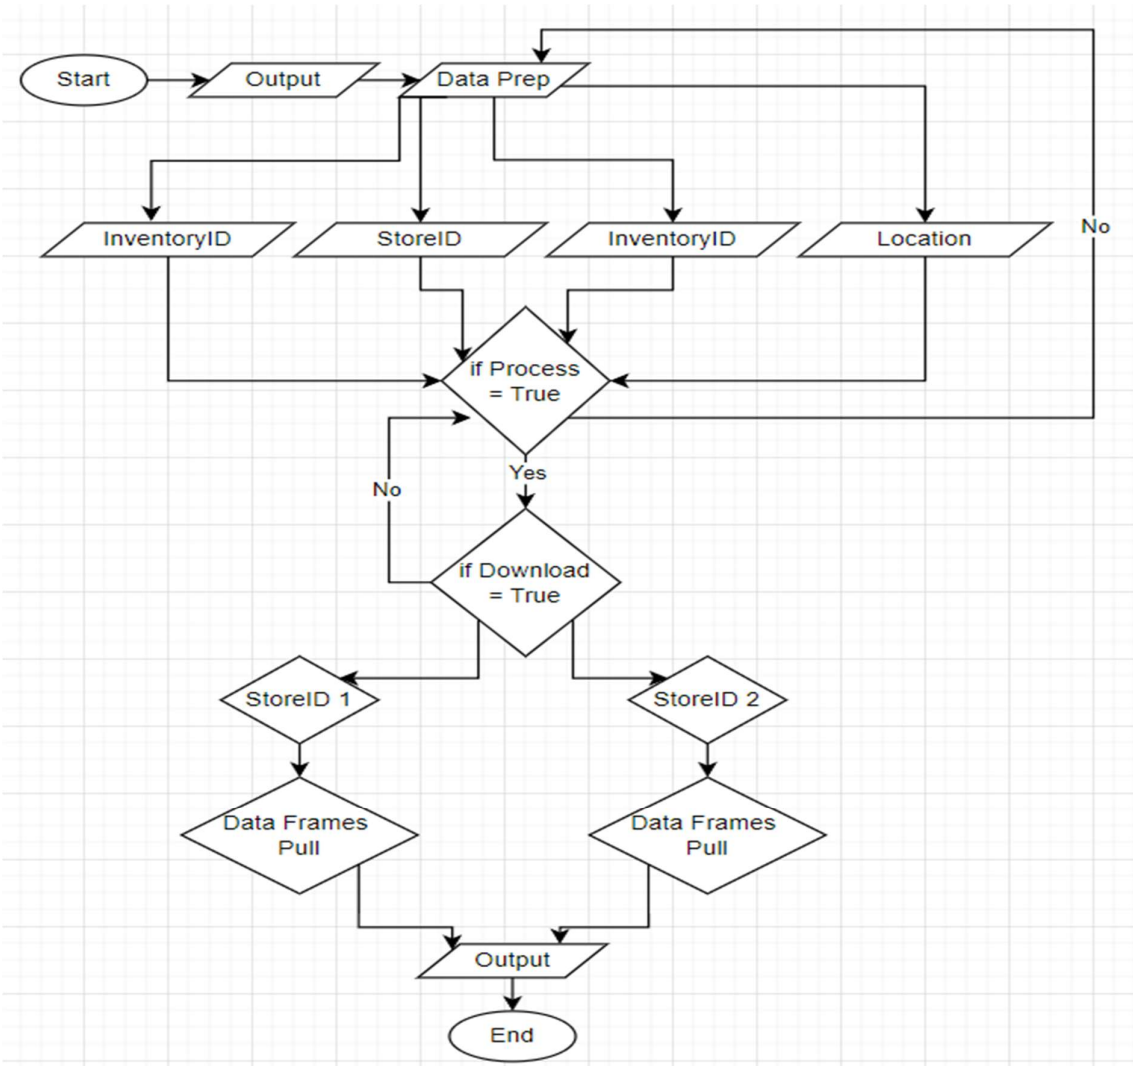 Start
Output
Data Prep
InventoryID
StoreID
InventoryID
Location
No
if Process
= True
Yes
No
if Download
= True
StoreID 1
StoreID 2
Data Frames
Pull
Data Frames
Pull
Output
End